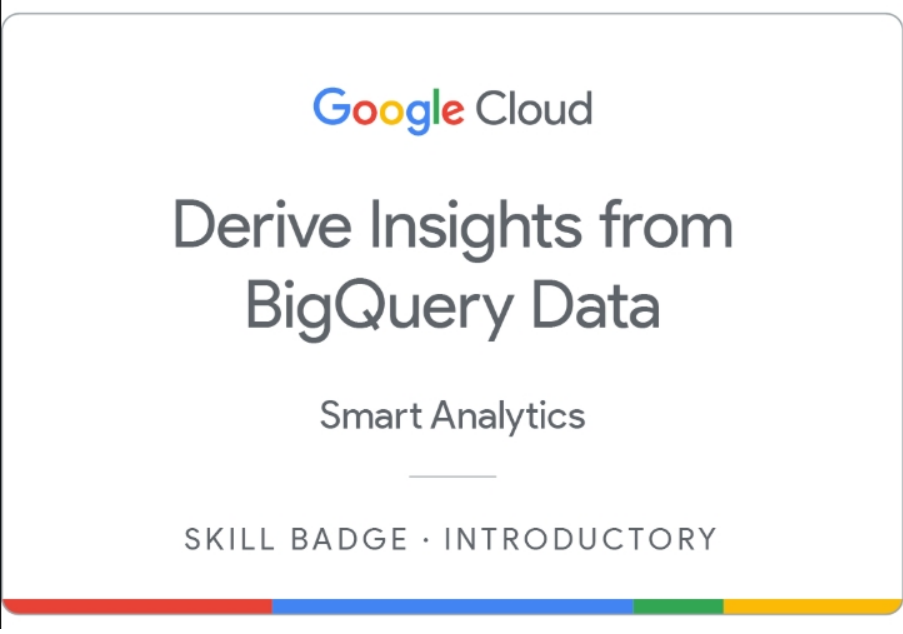 Google Cloud
Derive Insights from
BigQuery Data
Smart Analytics
SKILL BADGE · INTRODUCTORY